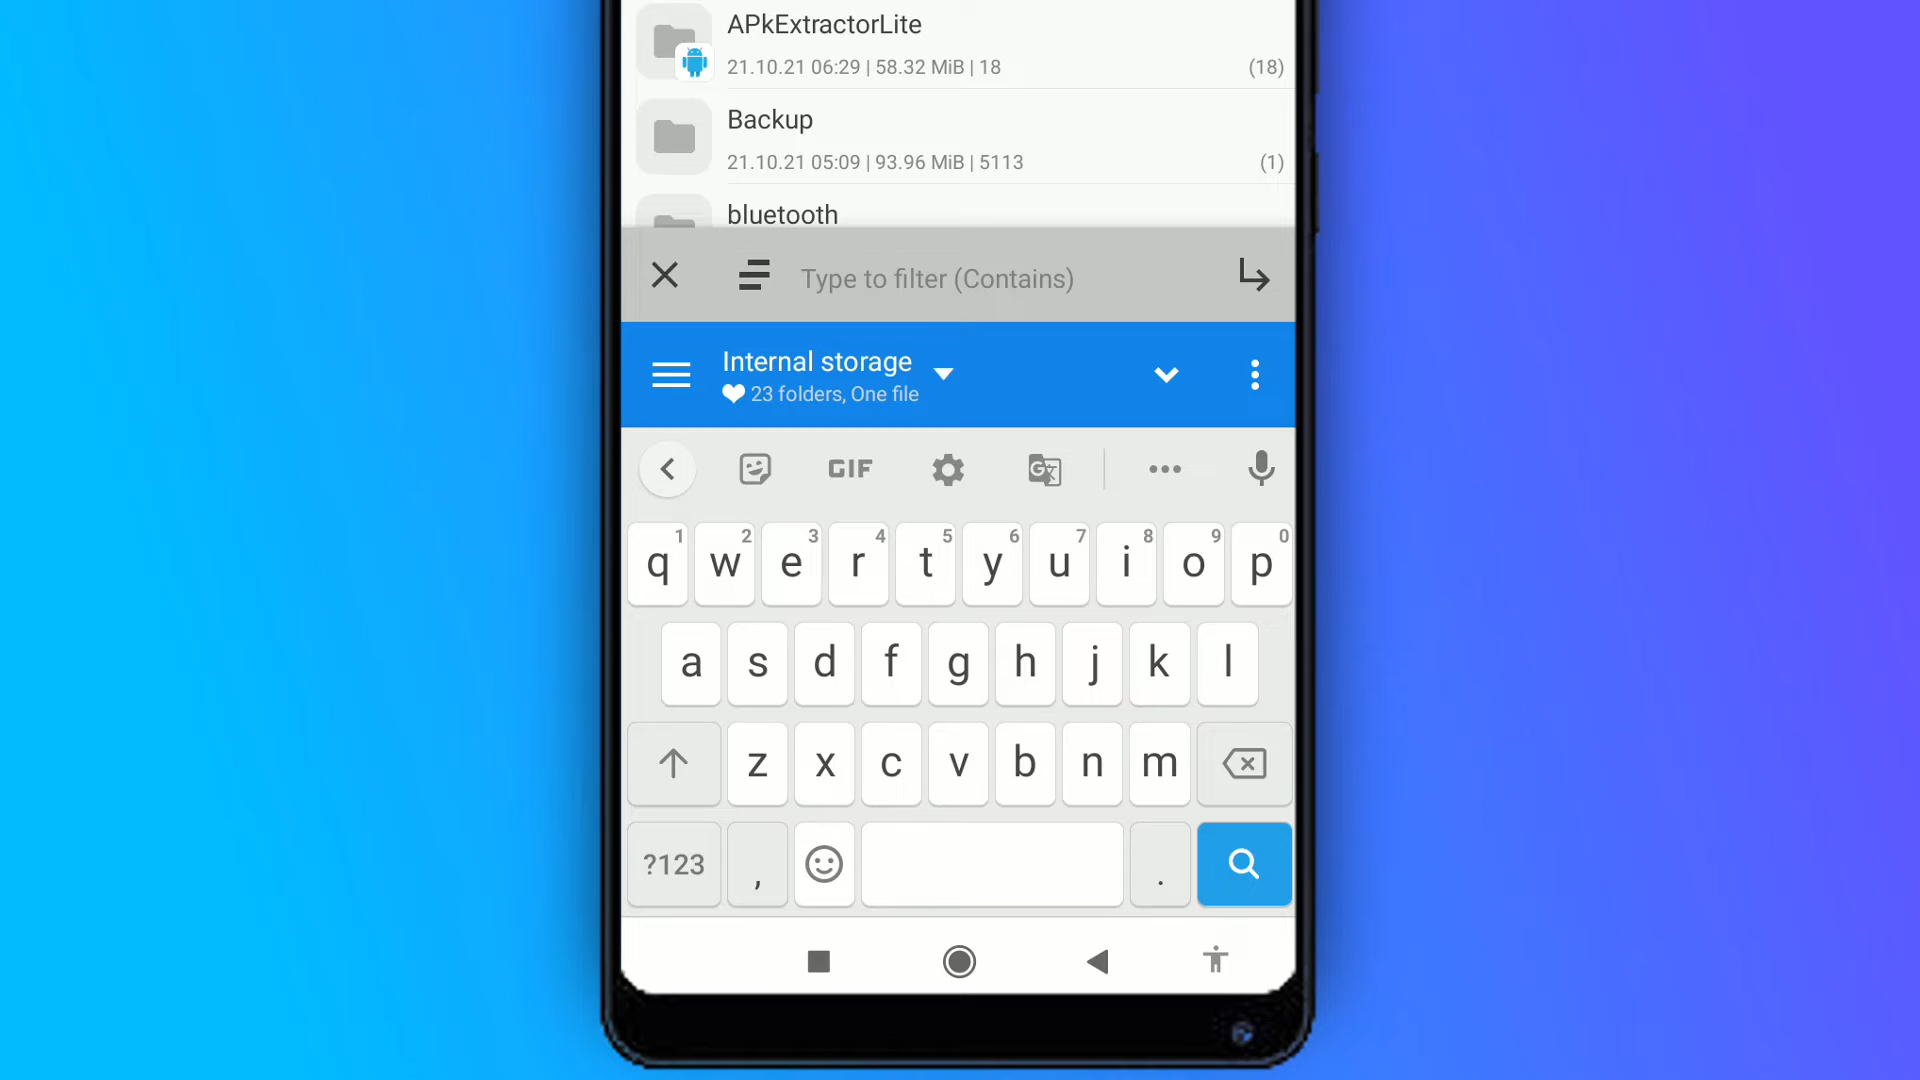 APkExtractorLite
21.10.21 06:29 | 58.32 MiB | 18 (18)
Backup
21.10.21 05:09 | 93.96 MiB | 5113 (1)
bluetooth
Type to filter (Contains)
Internal storage
23 folders, One file
GIF G文
1 2 3 4 5 6 7 8 9 0
q w e r t y u i o p
a s d f g h j k l
z x c v b n m
?123 , .